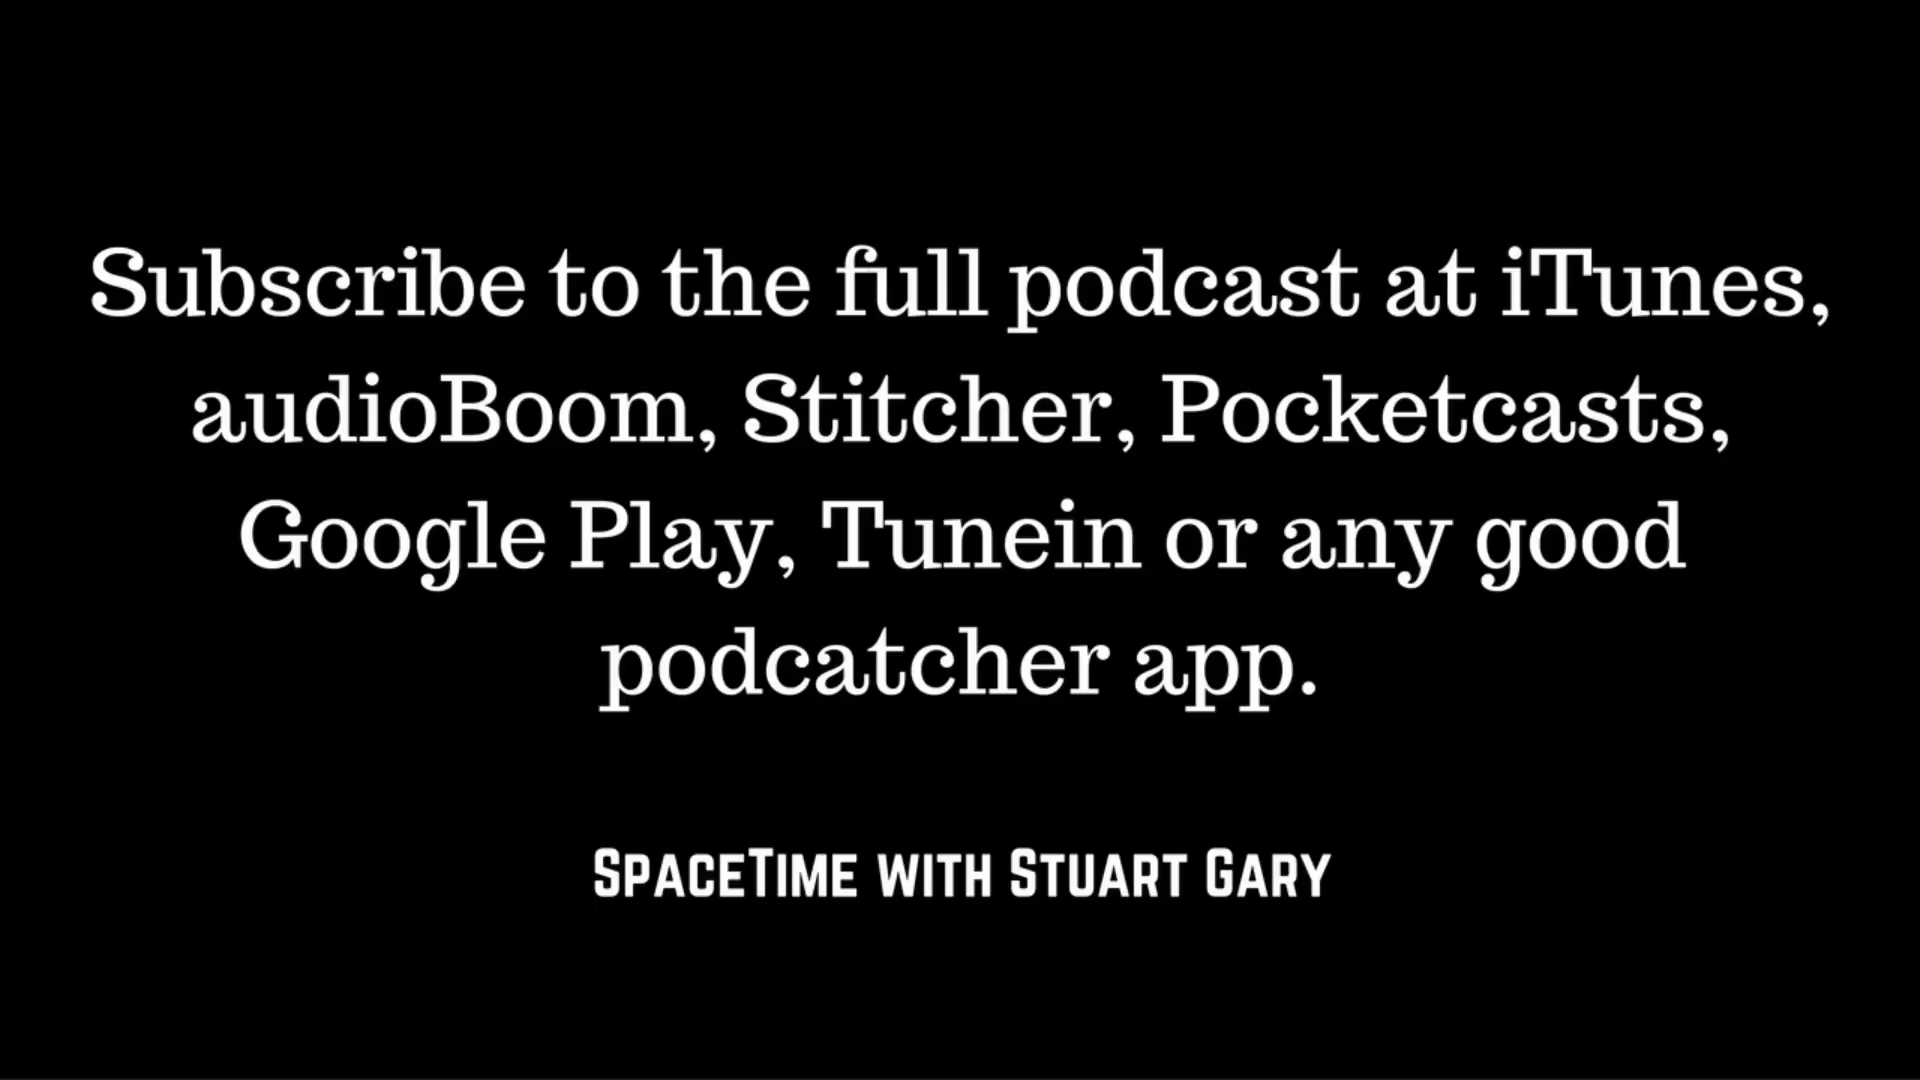 Subscribe to the full podcast at iTunes,
audioBoom, Stitcher, Pocketcasts,
Google Play, Tunein or any good
podcatcher app.
SpaceTime with Stuart Gary